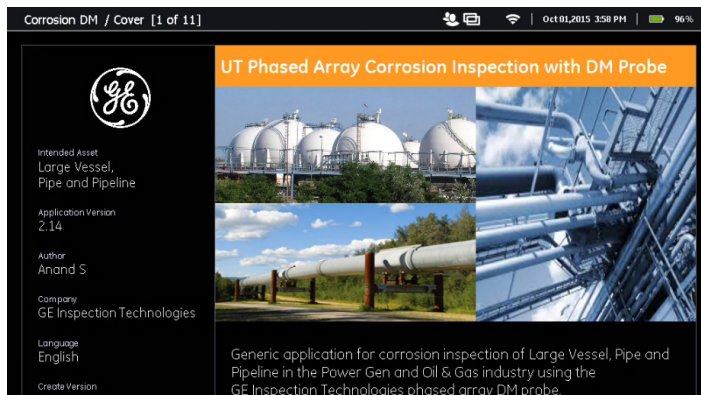 Corrosion DM / Cover [1 of 11]
Oct 01,2015 3:58 PM
96%
UT Phased Array Corrosion Inspection with DM Probe
GE
Intended Asset
Large Vessel,
Pipe and Pipeline
Application Version
2.14
Author
Anand S
Company
GE Inspection Technologies
Language
English
Create Version
Generic application for corrosion inspection of Large Vessel, Pipe and
Pipeline in the Power Gen and Oil & Gas industry using the
GE Inspection Technologies phased array DM probe.